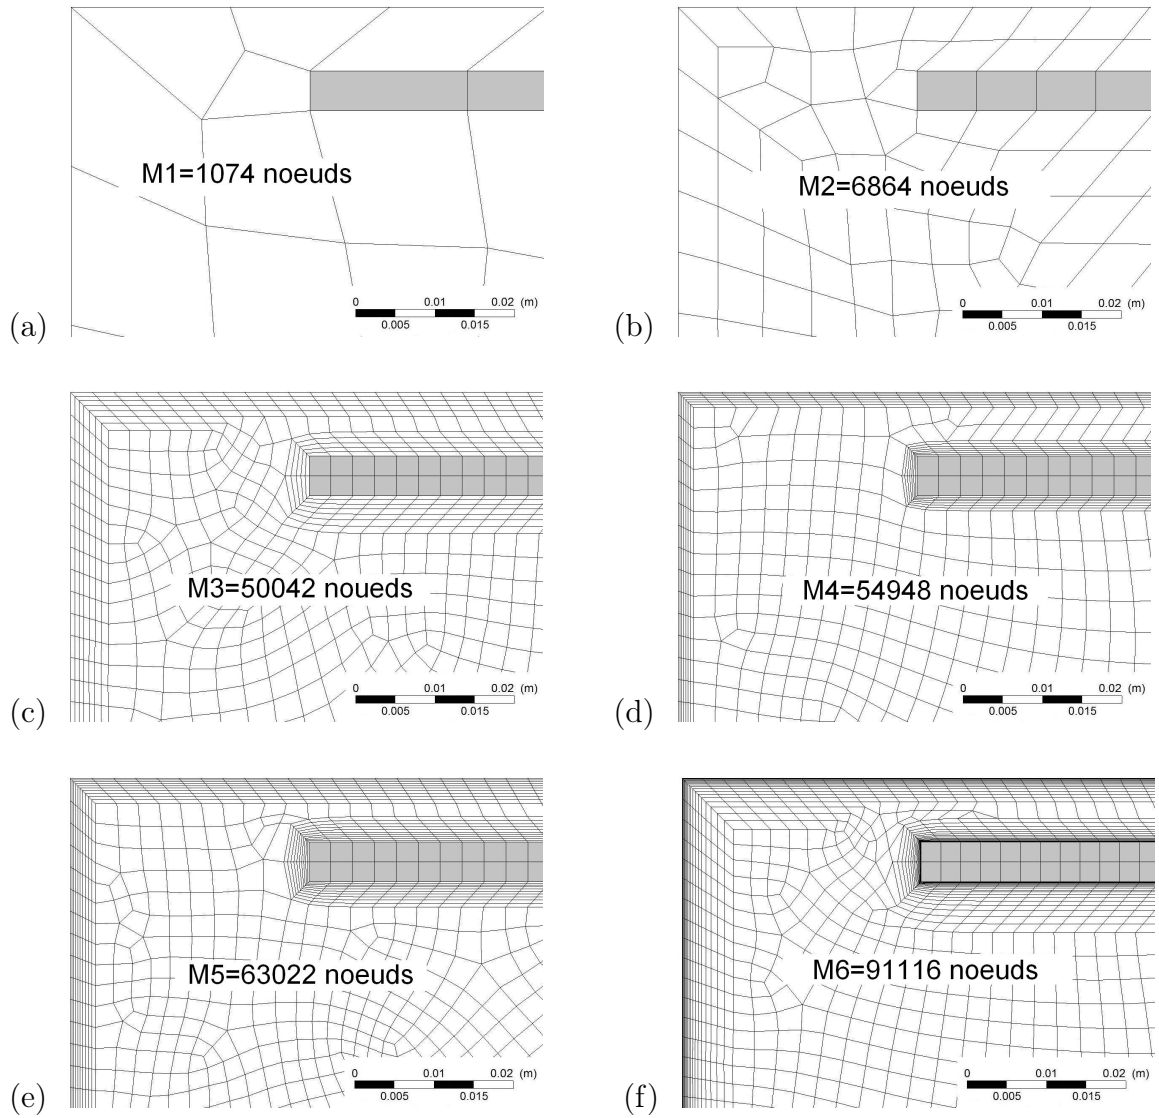 M1=1074 noeuds
0 0.01 0.02 (m)
0.005 0.015
(a)
M2=6864 noeuds
0 0.01 0.02 (m)
0.005 0.015
(b)
M3=50042 noueds
0 0.01 0.02 (m)
0.005 0.015
(c)
M4=54948 noeuds
0 0.01 0.02 (m)
0.005 0.015
(d)
M5=63022 noeuds
0 0.01 0.02 (m)
0.005 0.015
(e)
M6=91116 noeuds
0 0.01 0.02 (m)
0.005 0.015
(f)